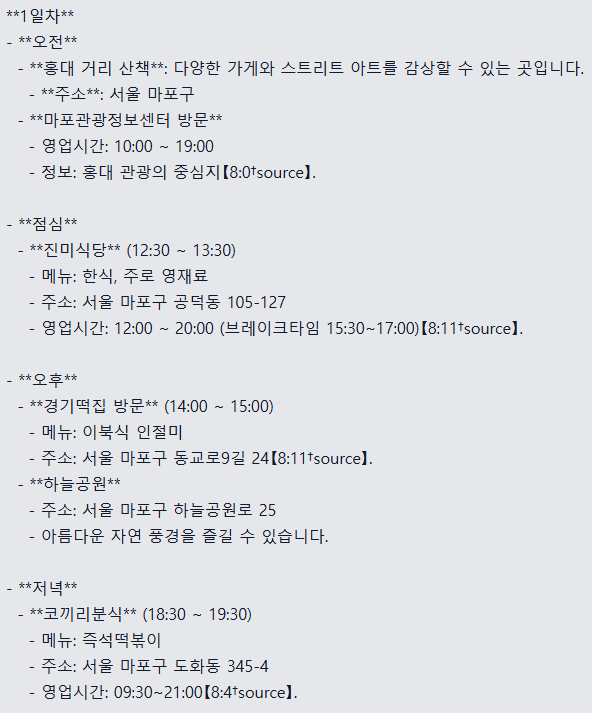 **1일차**
- **오전**
- **홍대 거리 산책**: 다양한 가게와 스트리트 아트를 감상할 수 있는 곳입니다.
- **주소**: 서울 마포구
- **마포관광정보센터 방문**
- 영업시간: 10:00 ~ 19:00
- 정보: 홍대 관광의 중심지【8:0†source】.
- **점심**
- **진미식당** (12:30 ~ 13:30)
- 메뉴: 한식, 주로 영재료
- 주소: 서울 마포구 공덕동 105-127
- 영업시간: 12:00 ~ 20:00 (브레이크타임 15:30~17:00)【8:11†source】.
- **오후**
- **경기떡집 방문** (14:00 ~ 15:00)
- 메뉴: 이북식 인절미
- 주소: 서울 마포구 동교로9길 24【8:11†source】.
- **하늘공원**
- 주소: 서울 마포구 하늘공원로 25
- 아름다운 자연 풍경을 즐길 수 있습니다.
- **저녁**
- **코끼리분식** (18:30 ~ 19:30)
- 메뉴: 즉석떡볶이
- 주소: 서울 마포구 도화동 345-4
- 영업시간: 09:30~21:00【8:4†source】.